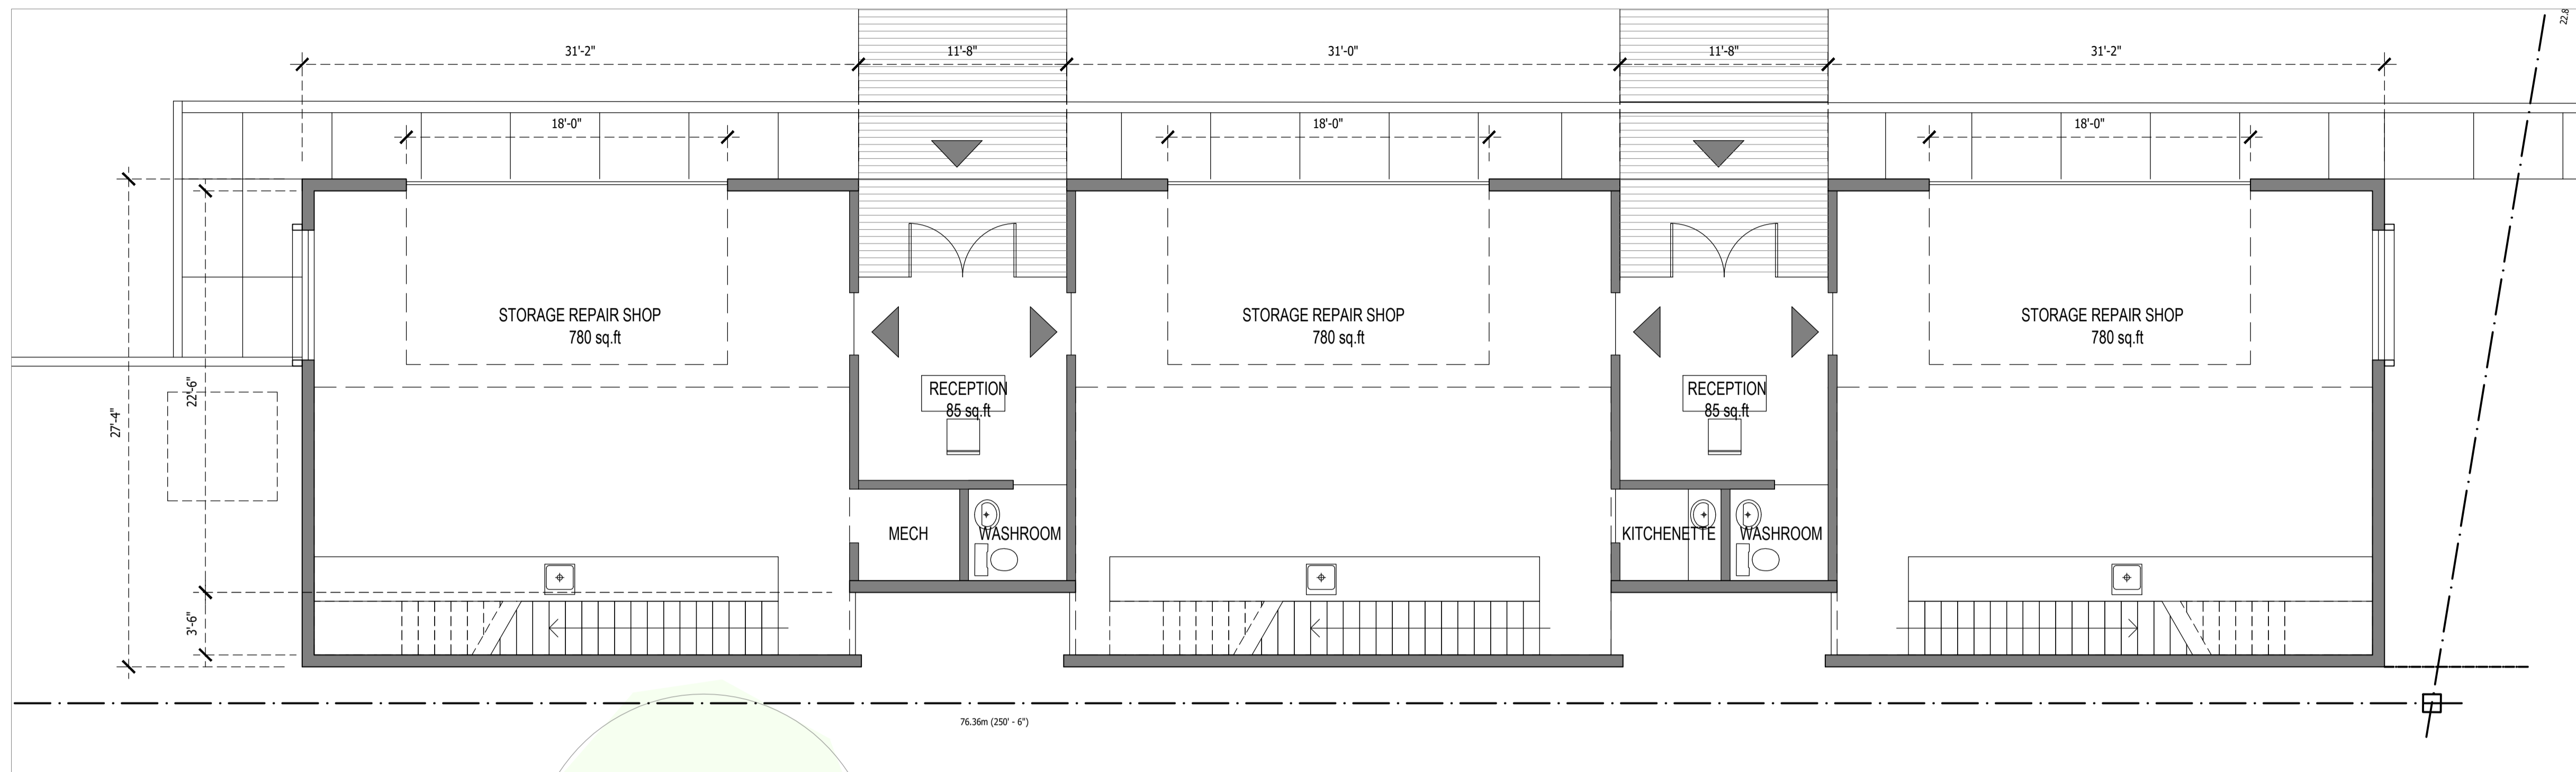 22.8
31'-2"
11'-8"
31'-0"
11'-8"
31'-2"
18'-0"
18'-0"
18'-0"
STORAGE REPAIR SHOP
780 sq.ft
STORAGE REPAIR SHOP
780 sq.ft
STORAGE REPAIR SHOP
780 sq.ft
27'-4"
22'-6"
3'-6"
RECEPTION
85 sq.ft
RECEPTION
85 sq.ft
MECH
WASHROOM
KITCHENETTE
WASHROOM
76.36m (250' - 6")